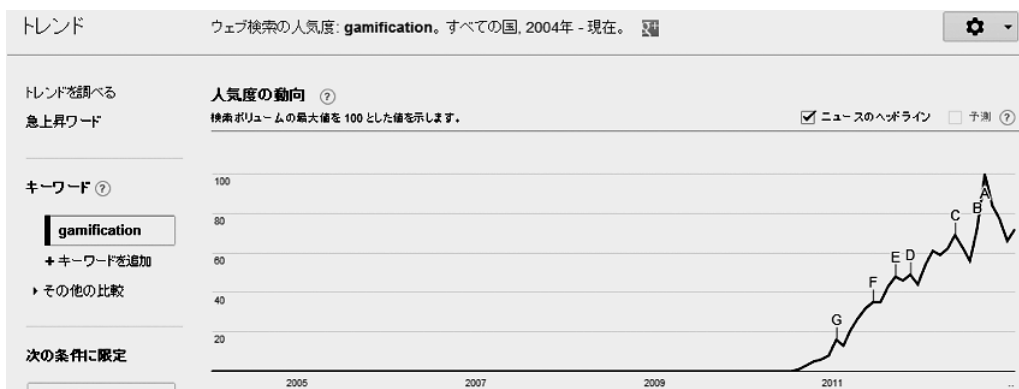 トレンド
ウェブ検索の人気度: gamification。すべての国, 2004年 - 現在。
トレンドを調べる
急上昇ワード
人気度の動向 ?
検索ボリュームの最大値を 100 とした値を示します。
ニュースのヘッドライン 予測 ?
キーワード ?
gamification
+ キーワードを追加
その他の比較
次の条件に限定
100
80
60
40
20
A
B
C
D
E
F
G
2005 2007 2009 2011